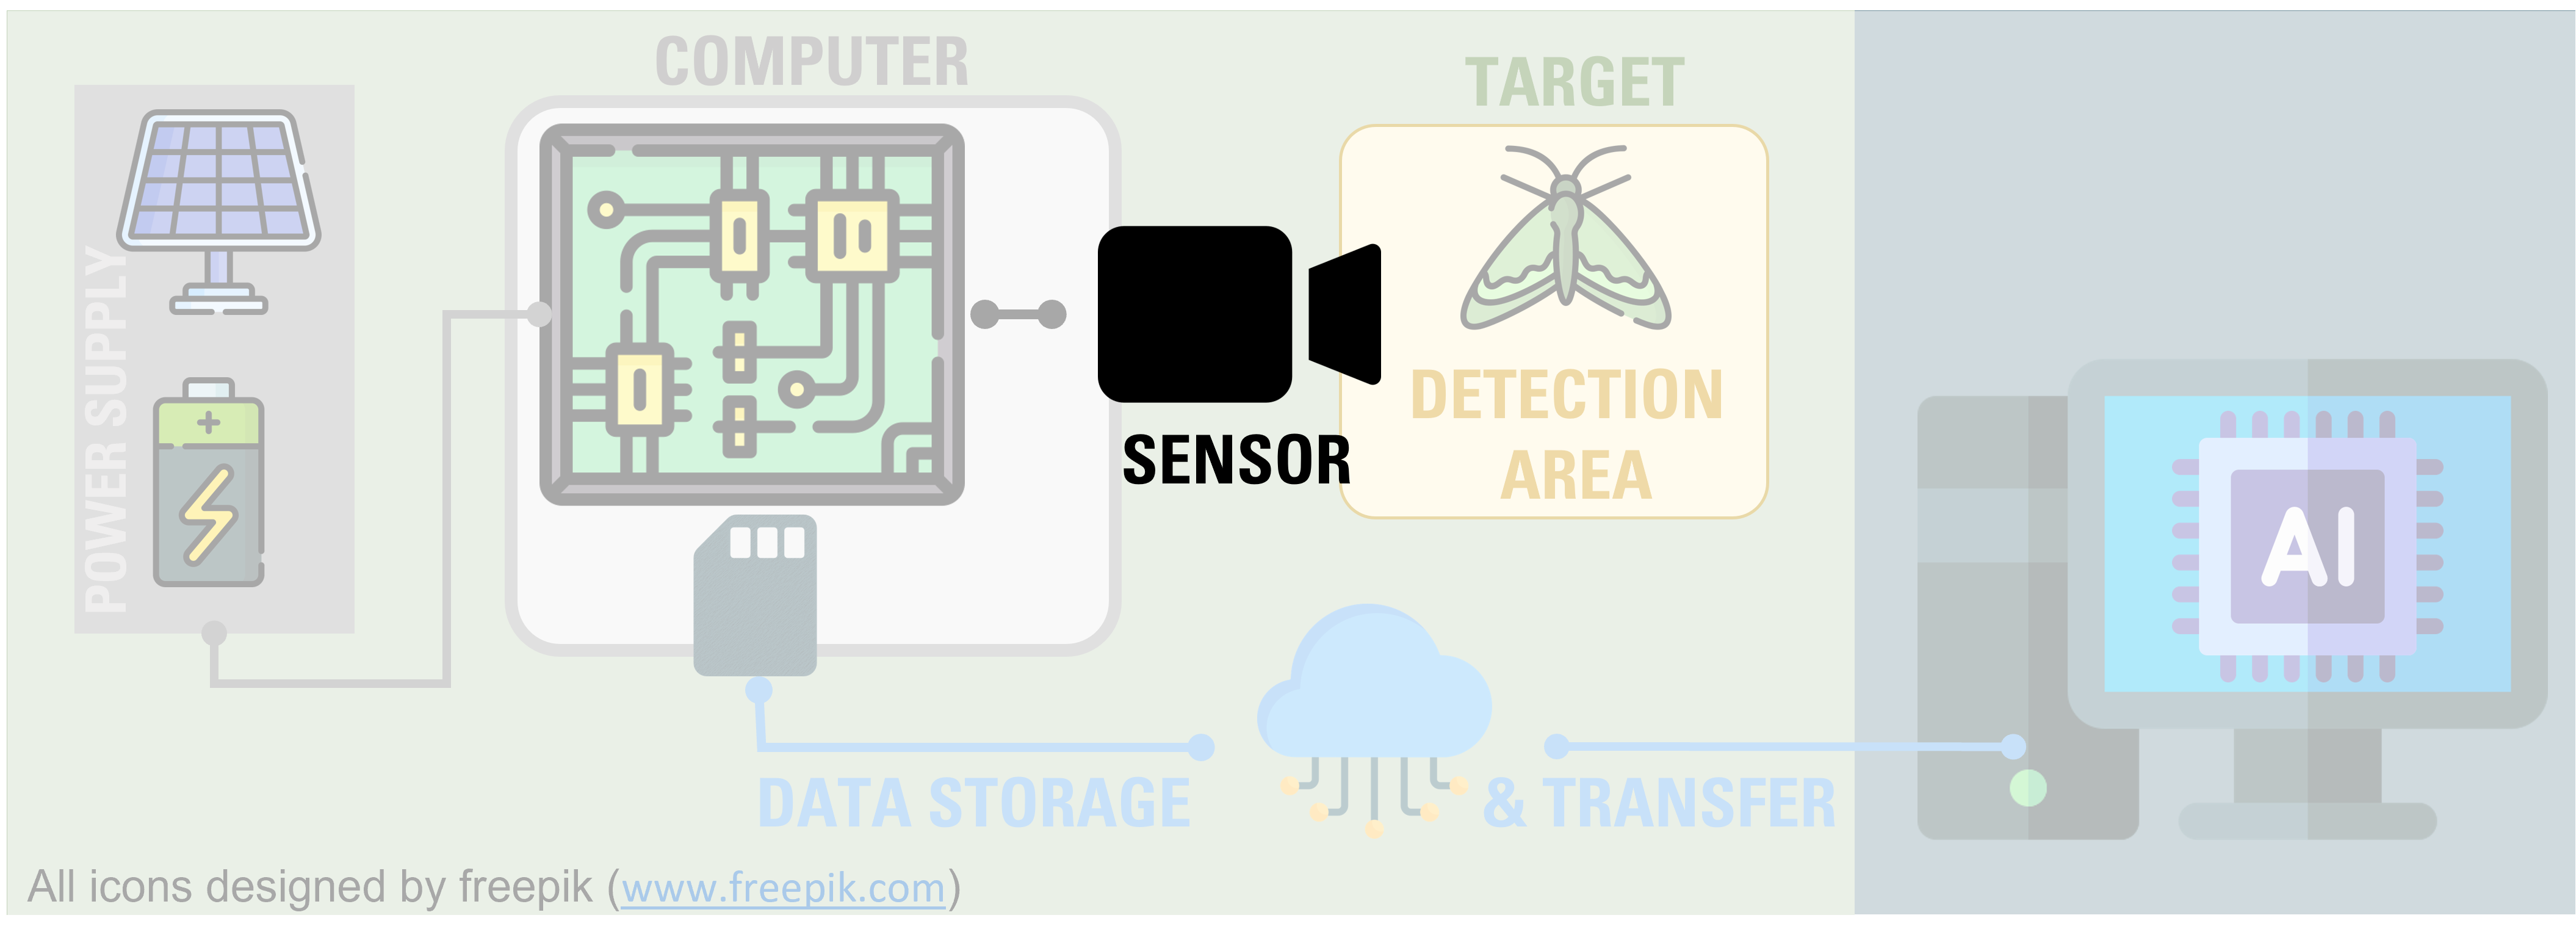 COMPUTER
TARGET
POWER SUPPLY
DETECTION
AREA
SENSOR
AI
DATA STORAGE
& TRANSFER
All icons designed by freepik (www.freepik.com)